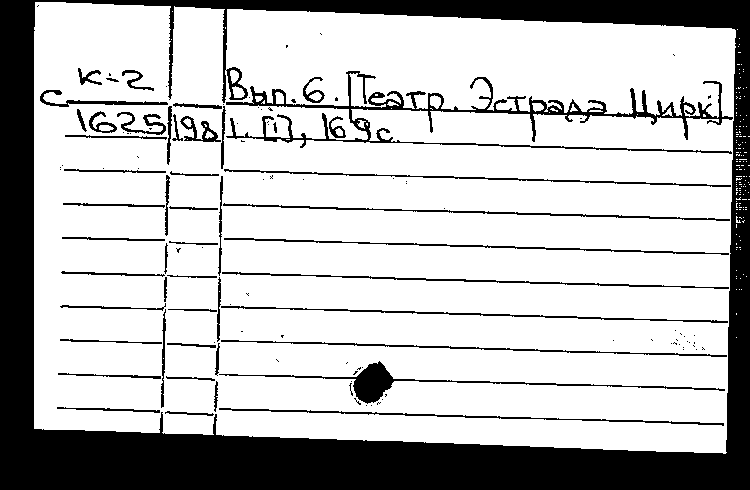 К-2 Вып. 6. [Театр. Эстрада. Цирк]
С 1625 1981. [1], 169 с.